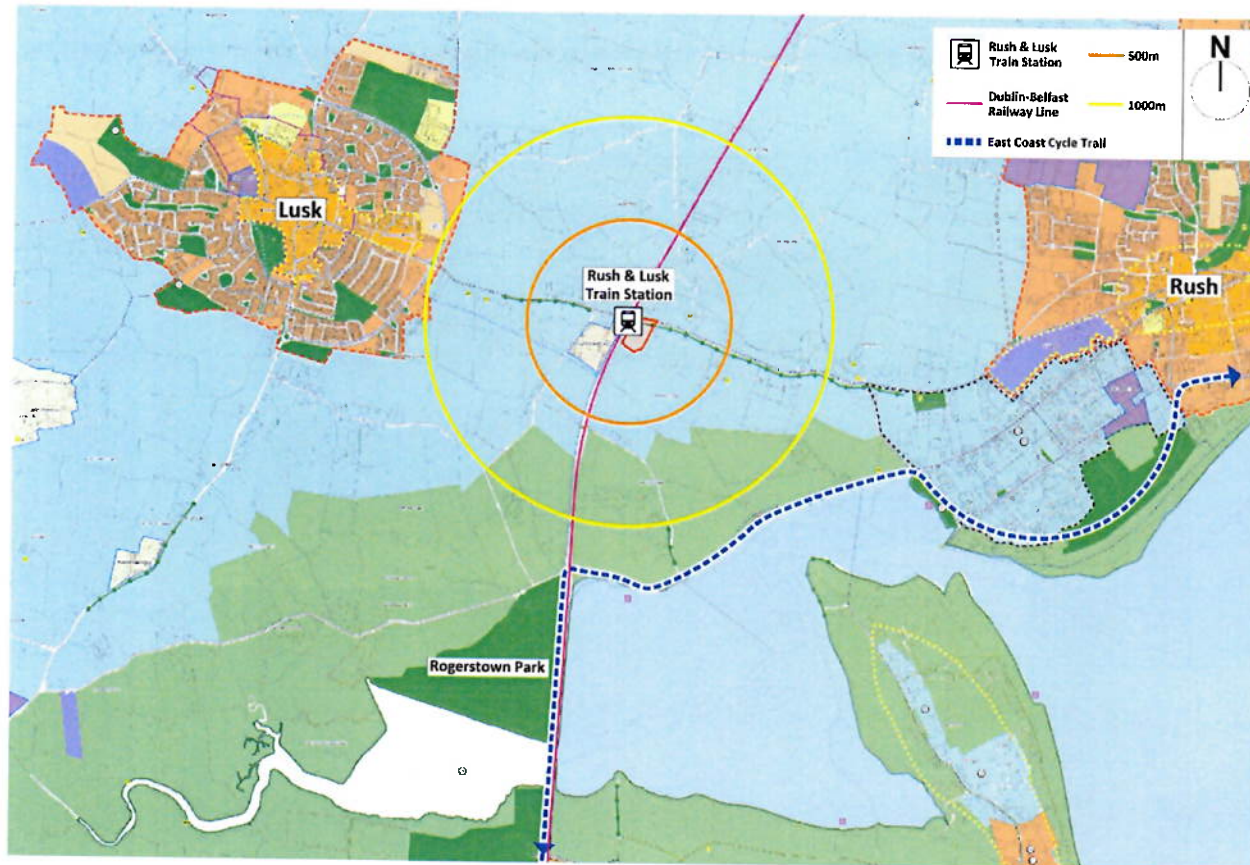 Rush & Lusk
Train Station
500m
Dublin-Belfast
Railway Line
1000m
East Coast Cycle Trail
N
Lusk
Rush & Lusk
Train Station
Rush
Rogerstown Park